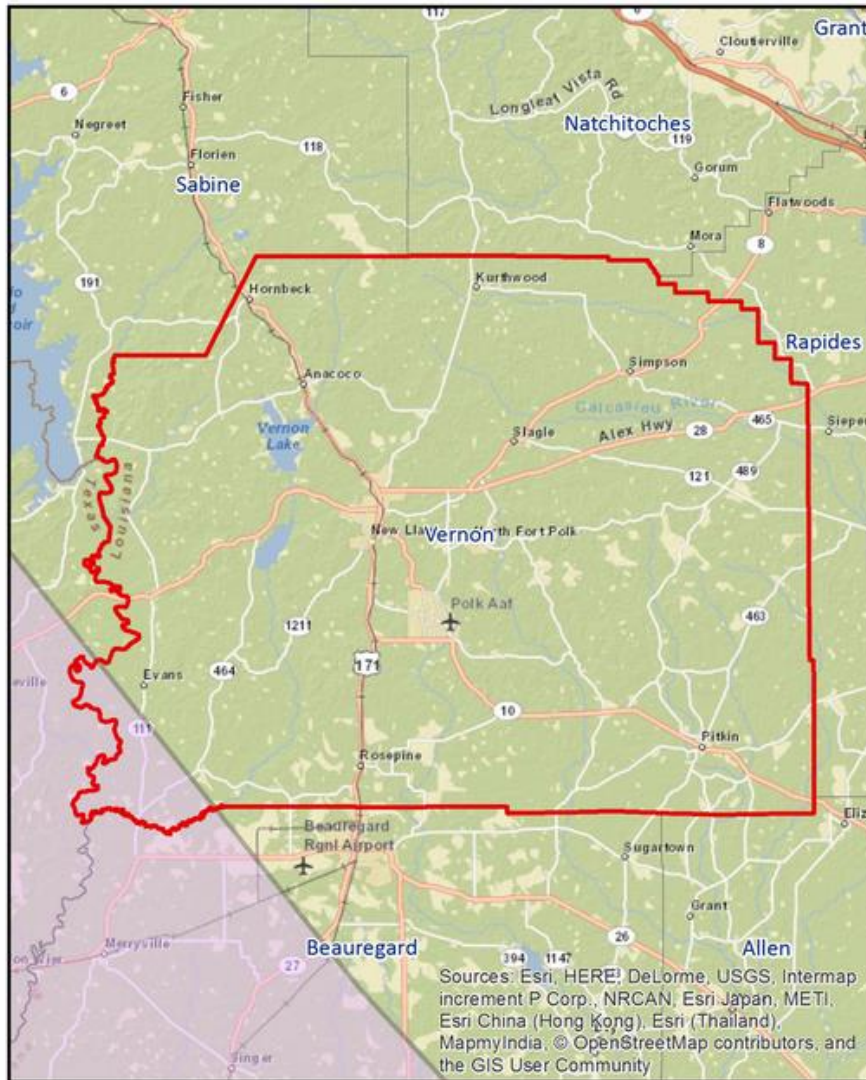 117
6
Grant
Cloutierville
6
Fisher
Longleaf Vista Rd
Negreet
Natchitoches
118
119
Florien
Gorum
Sabine
Flatwoods
Mora
8
191
Kurthwood
Hornbeck
Rapides
Simpson
Anacoco
Calcasieu River
465
Vernon
Lake
Slagle
Alex Hwy
28
121
489
Texas
Louisiana
Vernon
North Fort Polk
Polk Aaf
463
1211
464
171
Evans
10
111
Pitkin
Rosepine
Beauregard
Rgnl Airport
Sugartown
Grant
Merryville
Beauregard
Allen
26
394
1147
27
Singer
Sources: Esri, HERE, DeLorme, USGS, Intermap
increment P Corp., NRCAN, Esri Japan, METI,
Esri China (Hong Kong), Esri (Thailand),
MapmyIndia, © OpenStreetMap contributors, and
the GIS User Community